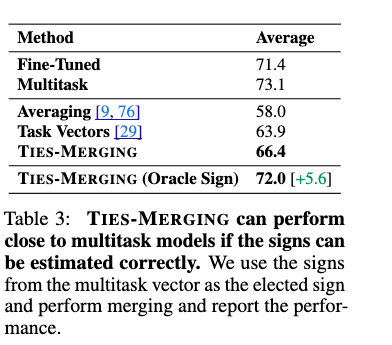 Method Average
Fine-Tuned 71.4
Multitask 73.1
Averaging [9, 76] 58.0
Task Vectors [29] 63.9
TIES-MERGING 66.4
TIES-MERGING (Oracle Sign) 72.0 [+5.6]
Table 3: TIES-MERGING can perform
close to multitask models if the signs can
be estimated correctly. We use the signs
from the multitask vector as the elected sign
and perform merging and report the perfor-
mance.